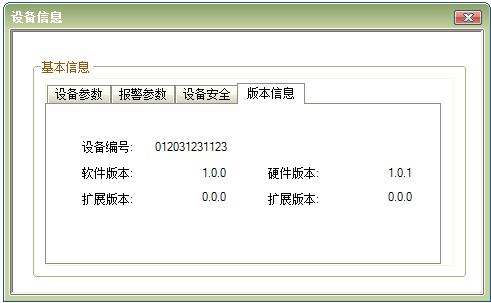 设备信息
基本信息
设备参数 报警参数 设备安全 版本信息
设备编号: 012031231123
软件版本: 1.0.0 硬件版本: 1.0.1
扩展版本: 0.0.0 扩展版本: 0.0.0